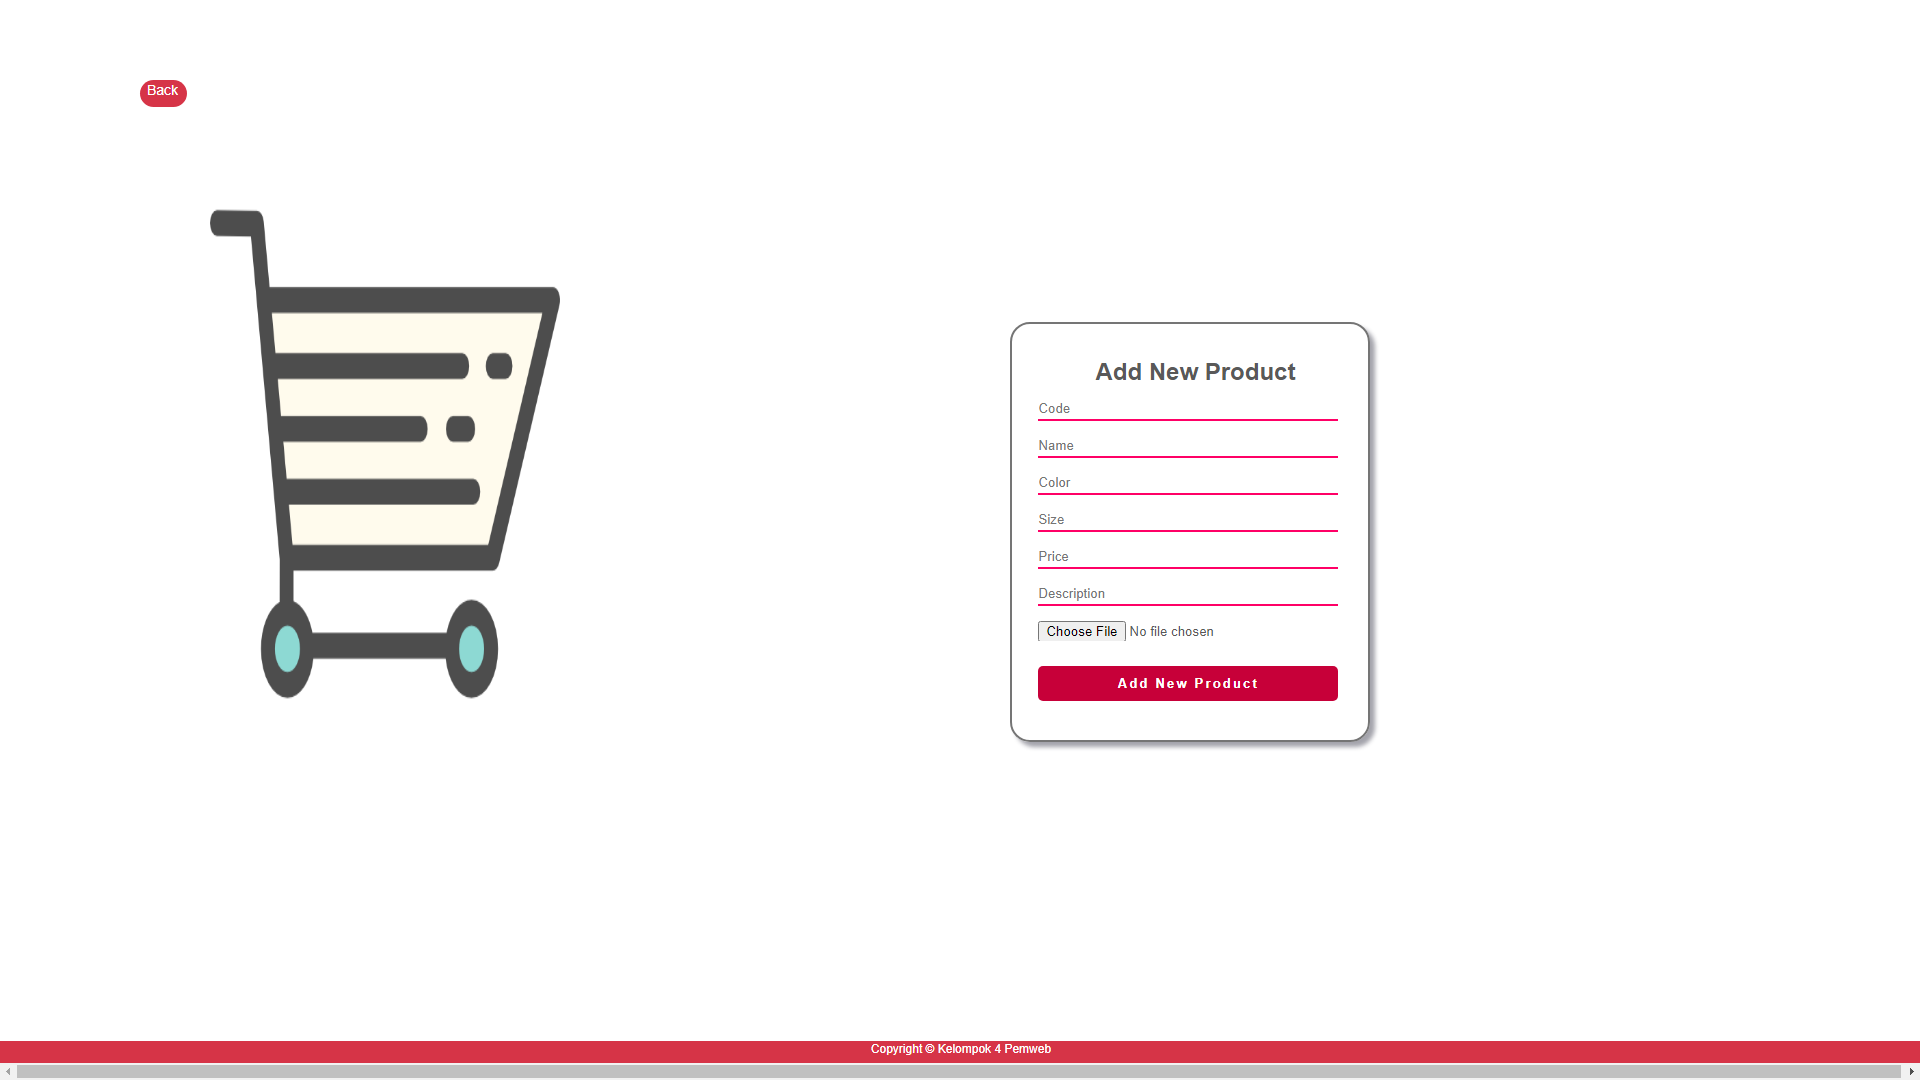 Back
Add New Product
Code
Name
Color
Size
Price
Description
Choose File No file chosen
Add New Product
Copyright © Kelompok 4 Pemweb